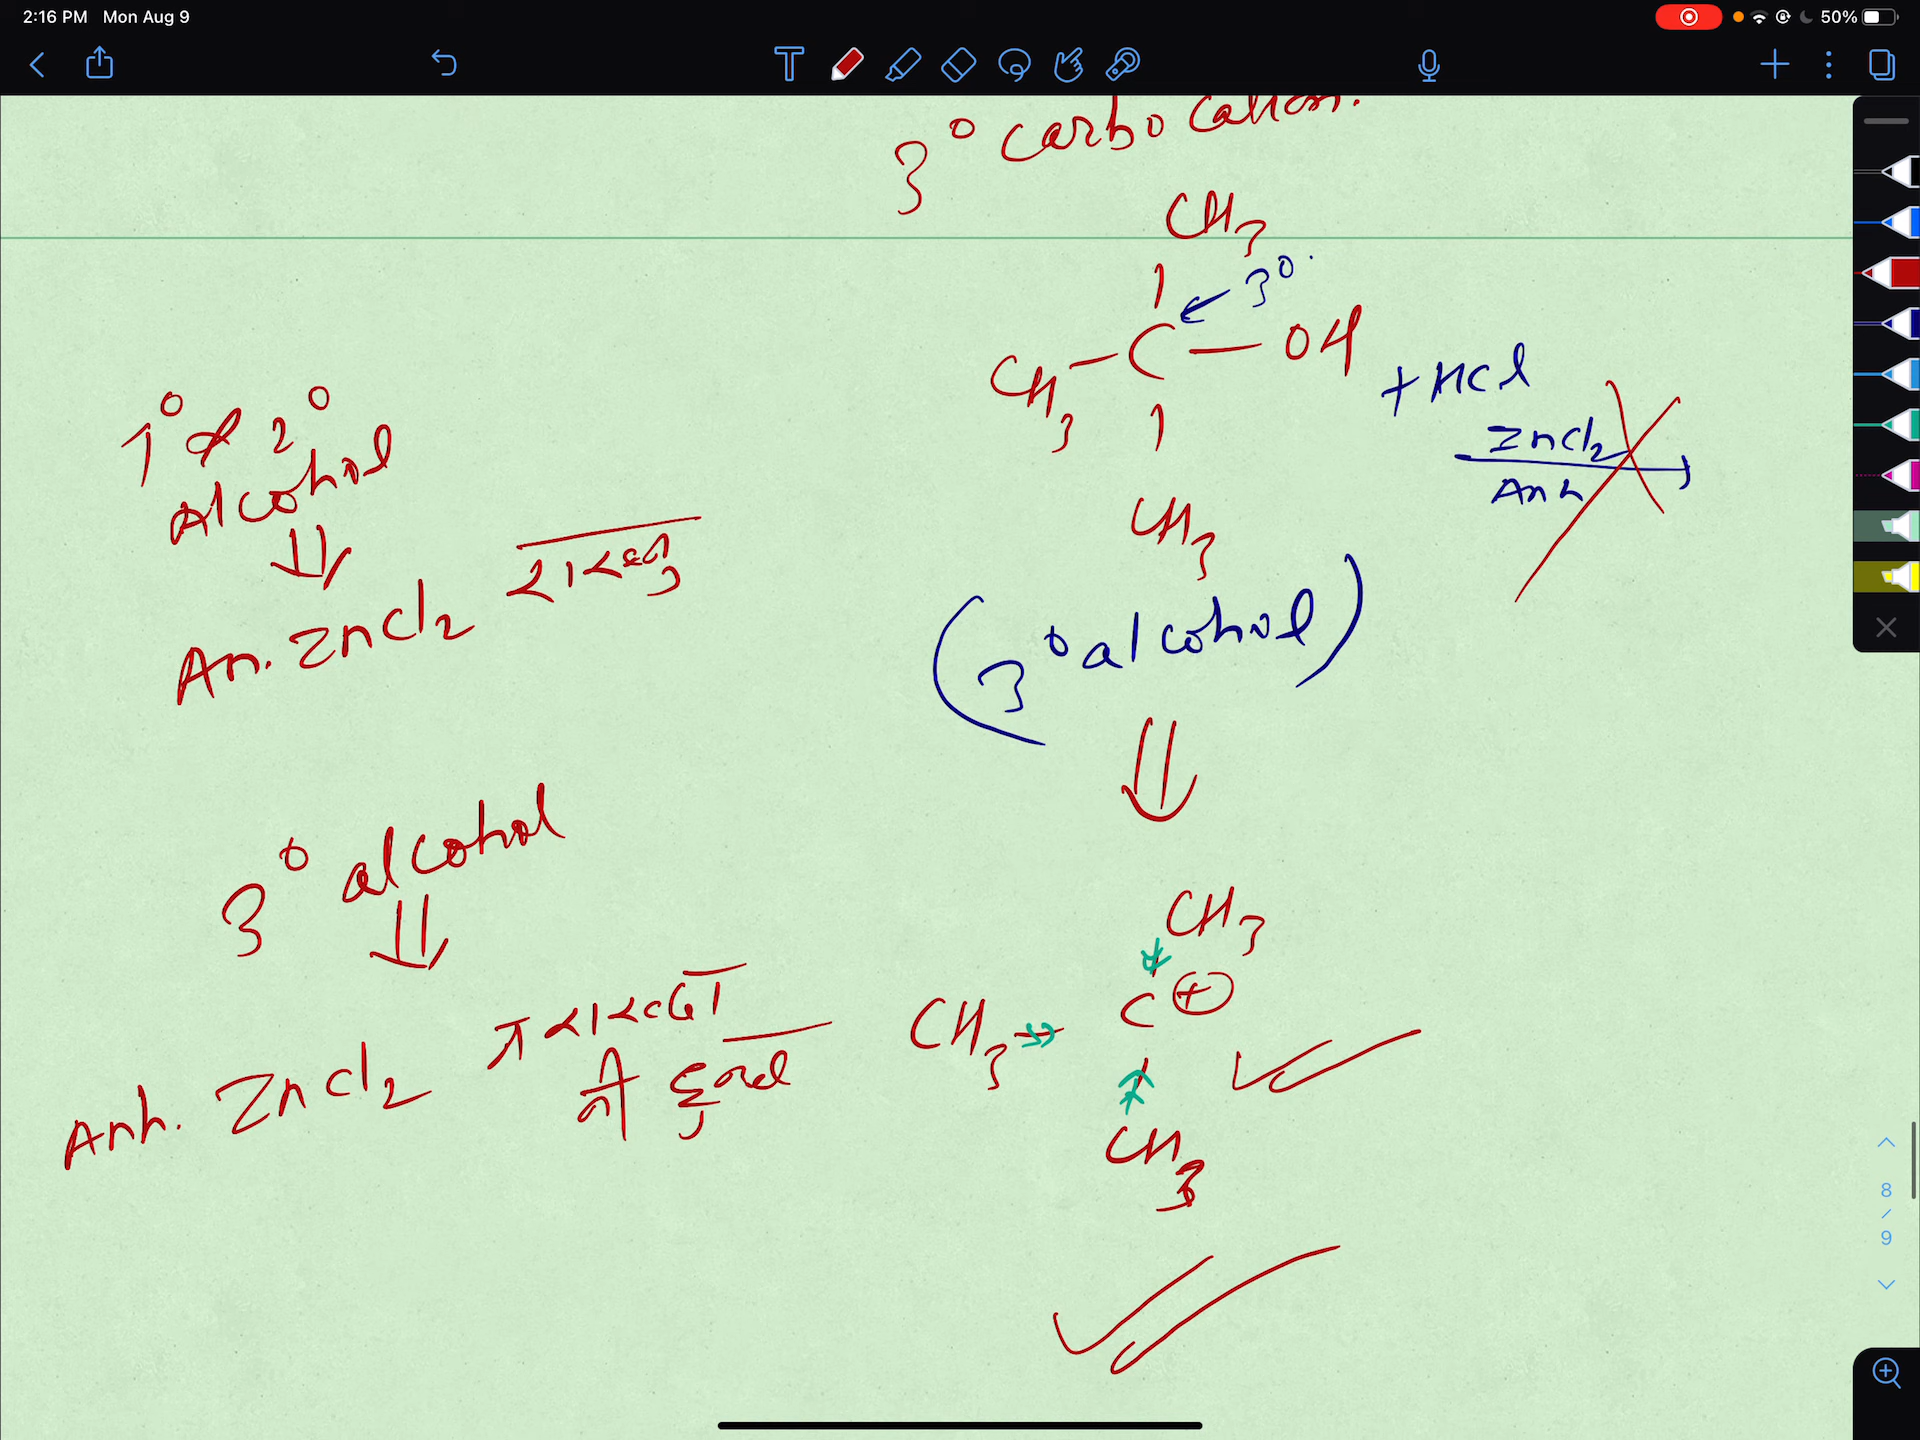 2:16 PM Mon Aug 9
50%
3° carbocation.
CH3
3°
CH3 - C - OH + HCl
ZnCl2
Anh
CH3
(3° alcohol)
1° & 2°
alcohol
An. ZnCl2
3° alcohol
Anh. ZnCl2
CH3
CH3 C +
CH3
8
/
9